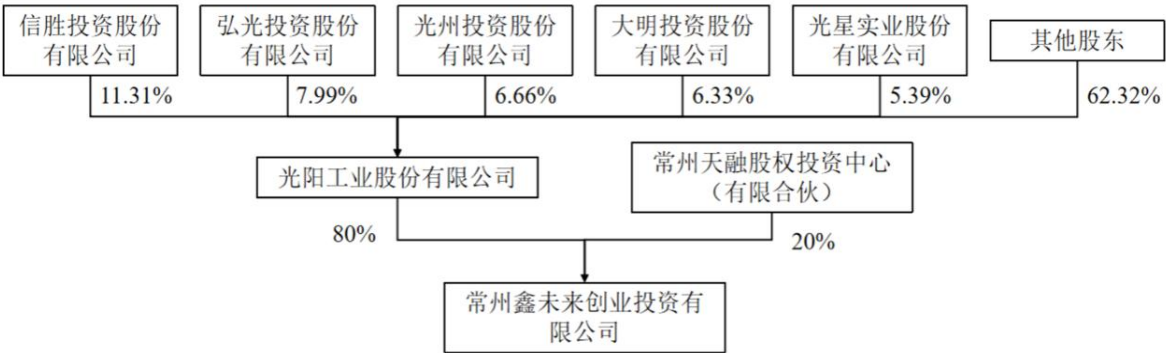 信胜投资股份
有限公司
弘光投资股份
有限公司
光州投资股份
有限公司
大明投资股份
有限公司
光星实业股份
有限公司
其他股东
11.31%
7.99%
6.66%
6.33%
5.39%
62.32%
光阳工业股份有限公司
常州天融股权投资中心
（有限合伙）
80%
20%
常州鑫未来创业投资有
限公司